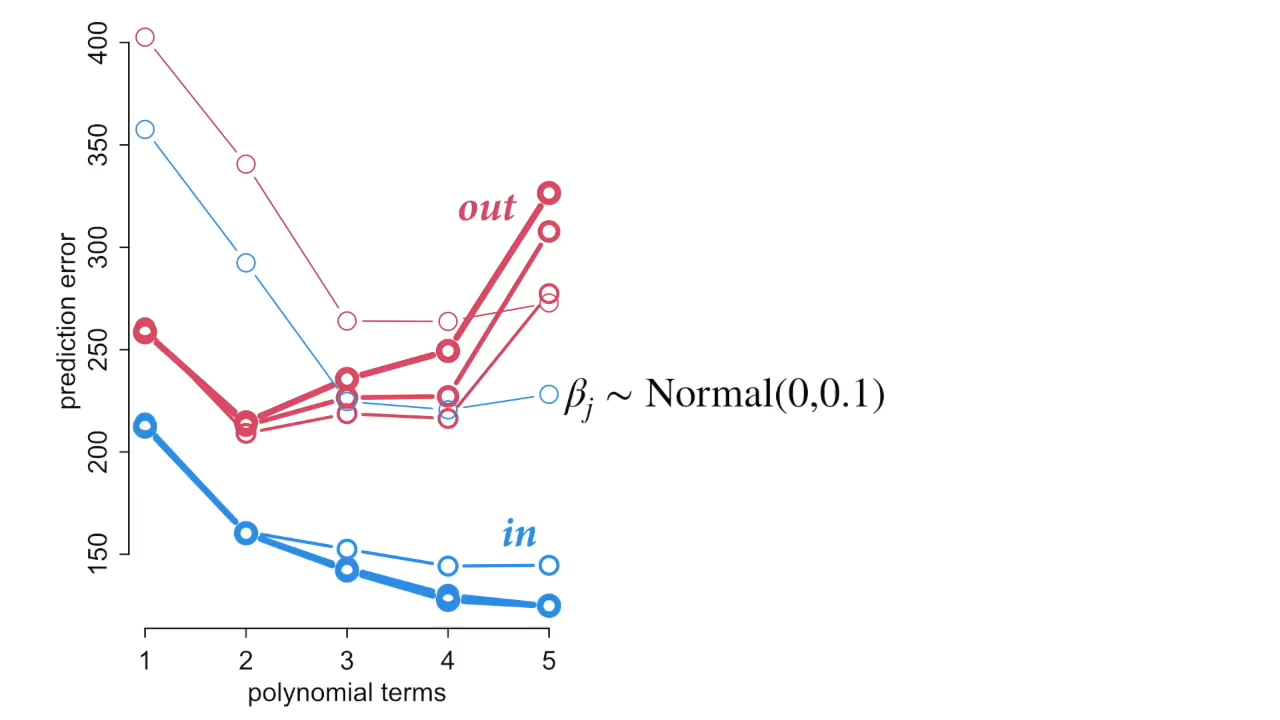 400
350
300
250
200
150
prediction error
out
βj ~ Normal(0,0.1)
in
1 2 3 4 5
polynomial terms